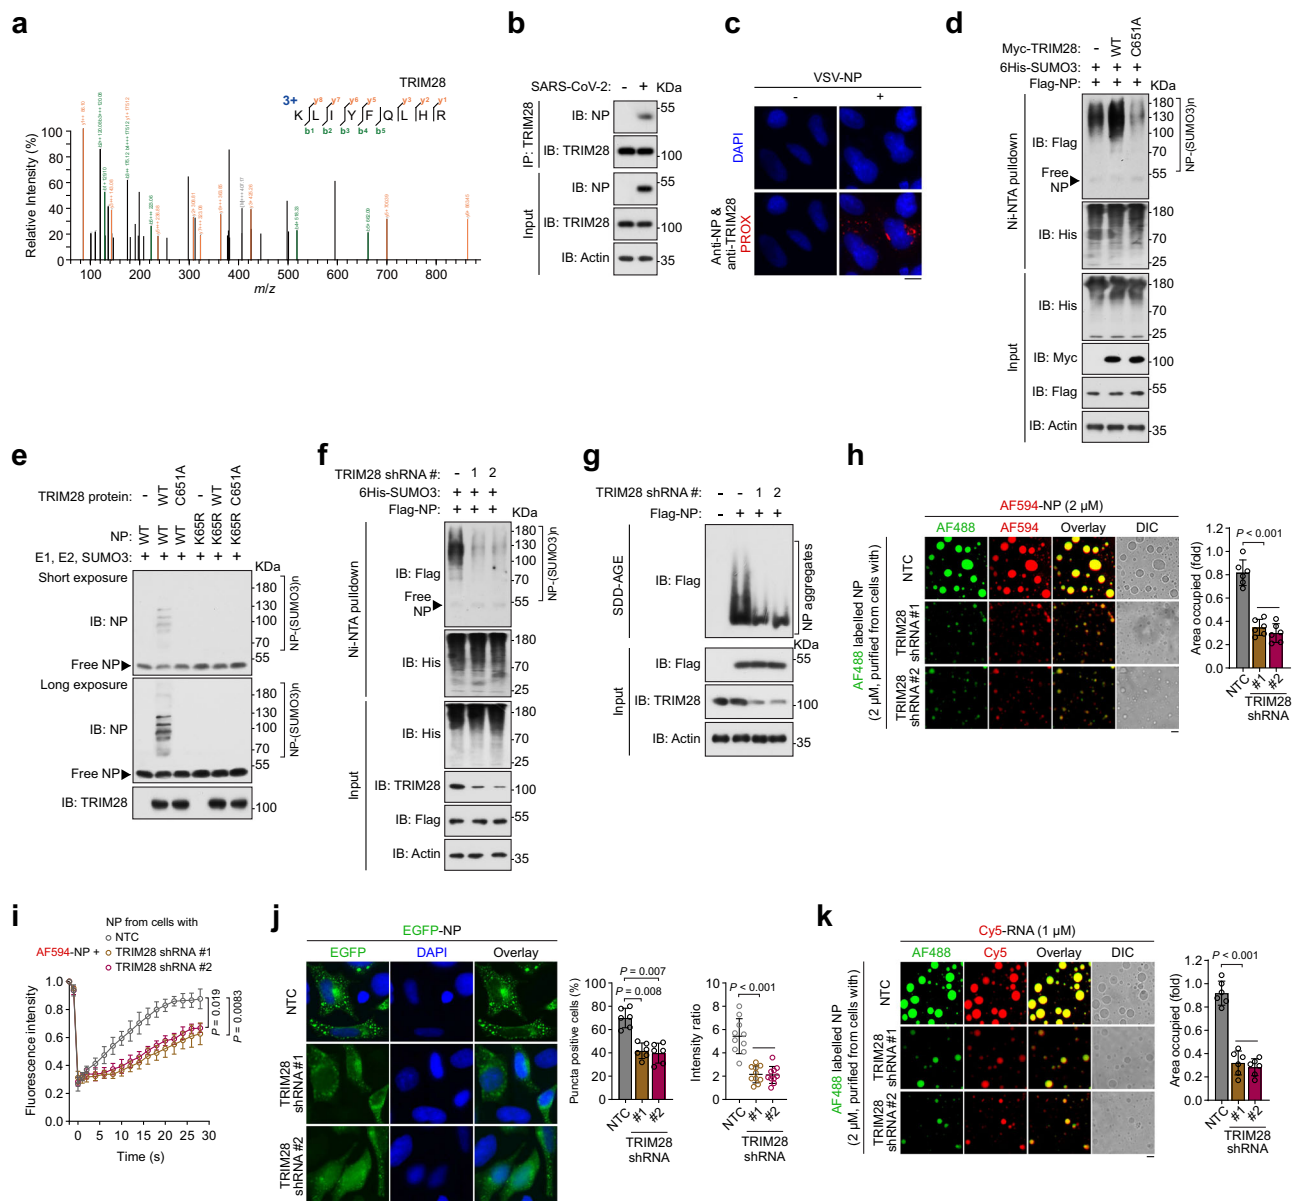 a
TRIM28
3+
y8 y7 y6 y5 y3 y2 y1
K L I Y F Q L H R
b1 b2 b3 b4 b5
Relative Intensity (%)
100
80
60
40
20
0
100 200 300 400 500 600 700 800
m/z
b
SARS-CoV-2: - + KDa
IP: TRIM28
IB: NP
55
IB: TRIM28
100
Input
IB: NP
55
IB: TRIM28
100
IB: Actin
35
c
VSV-NP
- +
DAPI
Anti-NP &
anti-TRIM28
PROX
d
Myc-TRIM28: - WT C651A
6His-SUMO3: + + +
Flag-NP: + + + KDa
Ni-NTA pulldown
IB: Flag
180
130
100
70
55
NP-(SUMO3)n
Free
NP
IB: His
180
70
25
Input
IB: His
180
70
25
IB: Myc
100
IB: Flag
55
IB: Actin
35
e
TRIM28 protein: - WT C651A - WT C651A
NP: WT WT WT K65R K65R K65R
E1, E2, SUMO3: + + + + + +
KDa
Short exposure
IB: NP
180
130
100
70
55
NP-(SUMO3)n
Free NP
Long exposure
IB: NP
180
130
100
70
55
NP-(SUMO3)n
Free NP
IB: TRIM28
100
f
TRIM28 shRNA #: - 1 2
6His-SUMO3: + + +
Flag-NP: + + + KDa
Ni-NTA pulldown
IB: Flag
180
130
100
70
55
NP-(SUMO3)n
Free
NP
IB: His
180
70
25
Input
IB: His
180
70
25
IB: TRIM28
100
IB: Flag
55
IB: Actin
35
g
TRIM28 shRNA #: - - 1 2
Flag-NP: - + + +
SDD-AGE
IB: Flag
NP aggregates
KDa
Input
IB: Flag
55
IB: TRIM28
100
IB: Actin
35
h
AF594-NP (2 µM)
AF488 AF594 Overlay DIC
AF488 labelled NP
(2 µM, purified from cells with)
NTC
TRIM28
shRNA #1
TRIM28
shRNA #2
Area occupied (fold)
1.2
1.0
0.8
0.6
0.4
0.2
0.0
P < 0.001
NTC #1 #2
TRIM28
shRNA
i
NP from cells with
AF594-NP +
NTC
TRIM28 shRNA #1
TRIM28 shRNA #2
Fluorescence intensity
1.0
0.8
0.6
0.4
0.2
0.0
0 5 10 15 20 25 30
Time (s)
P = 0.019
P = 0.0083
j
EGFP-NP
EGFP DAPI Overlay
NTC
TRIM28
shRNA #1
TRIM28
shRNA #2
Puncta positive cells (%)
100
80
60
40
20
0
P = 0.007
P = 0.008
NTC #1 #2
TRIM28
shRNA
Intensity ratio
10
8
6
4
2
0
P < 0.001
NTC #1 #2
TRIM28
shRNA
k
Cy5-RNA (1 µM)
AF488 Cy5 Overlay DIC
AF488 labelled NP
(2 µM, purified from cells with)
NTC
TRIM28
shRNA #1
TRIM28
shRNA #2
Area occupied (fold)
1.2
1.0
0.8
0.6
0.4
0.2
0.0
P < 0.001
NTC #1 #2
TRIM28
shRNA